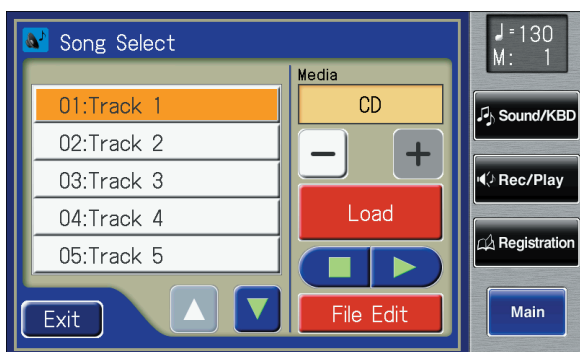 Song Select
Media
01:Track 1
02:Track 2
03:Track 3
04:Track 4
05:Track 5
CD
− +
Load
File Edit
Exit
♩=130
M: 1
Sound/KBD
Rec/Play
Registration
Main